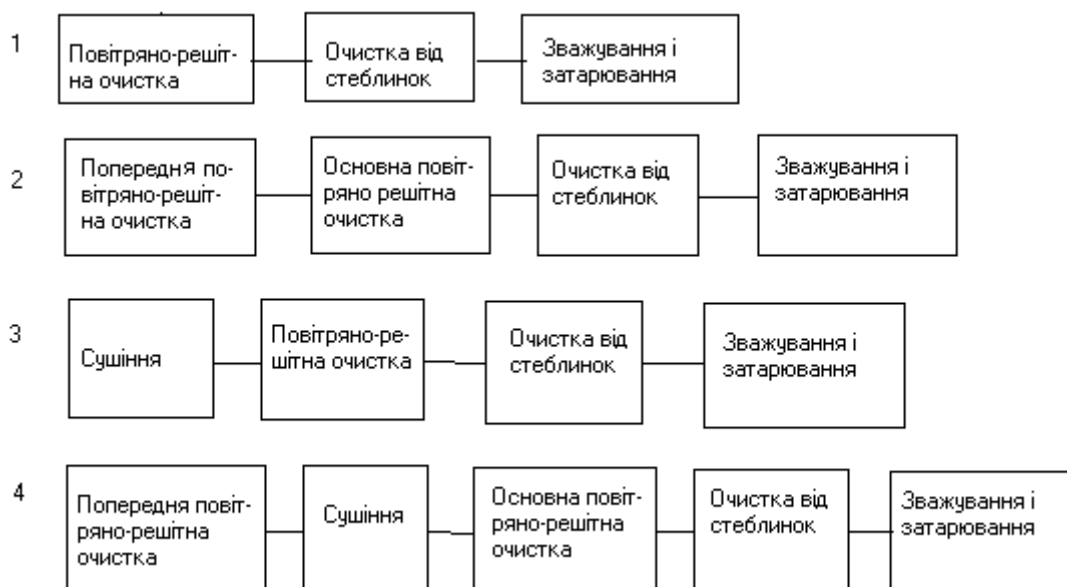 1
Повітряно-решіт-
на очистка
Очистка від
стеблинок
Зважування і
затарювання
2
Попередня по-
вітряно-решіт-
на очистка
Основна повіт-
ряно решітна
очистка
Очистка від
стеблинок
Зважування і
затарювання
3
Сушіння
Повітряно-ре-
шітна очистка
Очистка від
стеблинок
Зважування і
затарювання
4
Попередня повіт-
ряно-решітна
очистка
Сушіння
Основна повіт-
ряно-решітна
очистка
Очистка від
стеблинок
Зважування і
затарювання